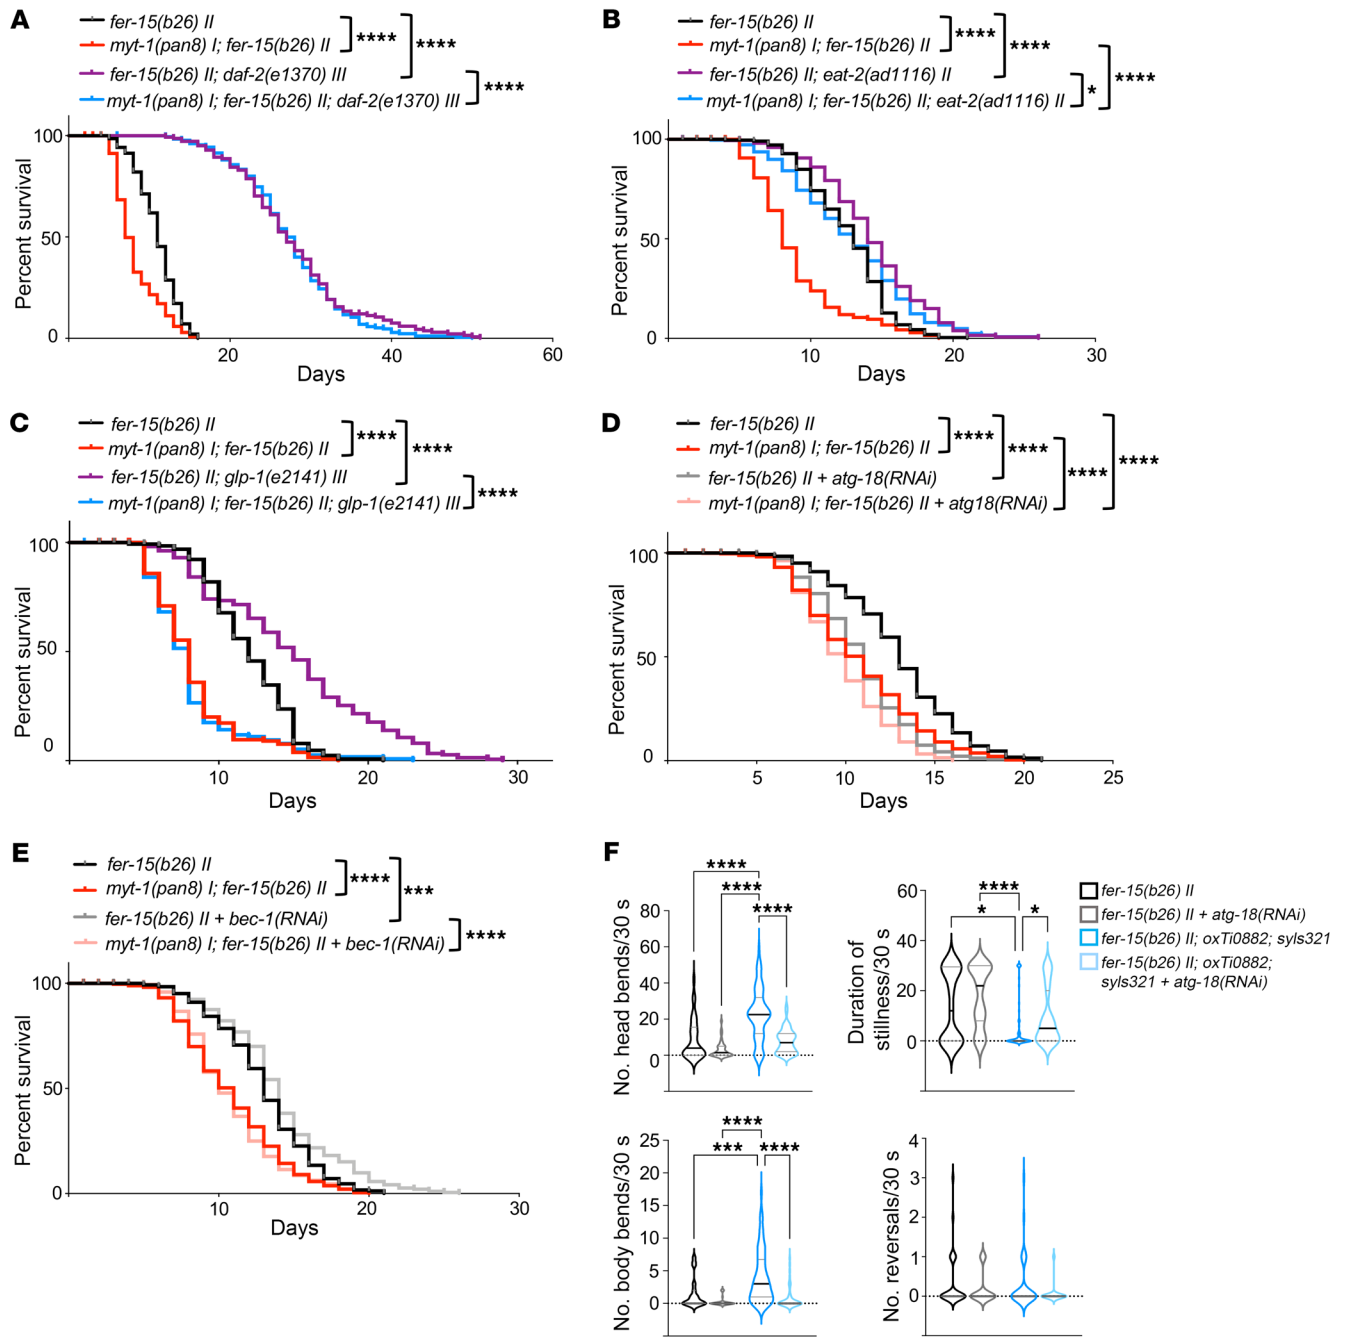 A
fer-15(b26) II
myt-1(pan8) I; fer-15(b26) II
fer-15(b26) II; daf-2(e1370) III
myt-1(pan8) I; fer-15(b26) II; daf-2(e1370) III
****
****
****
Percent survival
100
50
0
20
40
60
Days
B
fer-15(b26) II
myt-1(pan8) I; fer-15(b26) II
fer-15(b26) II; eat-2(ad1116) II
myt-1(pan8) I; fer-15(b26) II; eat-2(ad1116) II
****
****
*
****
Percent survival
100
50
0
10
20
30
Days
C
fer-15(b26) II
myt-1(pan8) I; fer-15(b26) II
fer-15(b26) II; glp-1(e2141) III
myt-1(pan8) I; fer-15(b26) II; glp-1(e2141) III
****
****
****
Percent survival
100
50
0
10
20
30
Days
D
fer-15(b26) II
myt-1(pan8) I; fer-15(b26) II
fer-15(b26) II + atg-18(RNAi)
myt-1(pan8) I; fer-15(b26) II + atg18(RNAi)
****
****
****
****
Percent survival
100
50
0
5
10
15
20
25
Days
E
fer-15(b26) II
myt-1(pan8) I; fer-15(b26) II
fer-15(b26) II + bec-1(RNAi)
myt-1(pan8) I; fer-15(b26) II + bec-1(RNAi)
****
***
****
Percent survival
100
50
0
10
20
30
Days
F
No. head bends/30 s
80
60
40
20
0
****
****
****
Duration of
stillness/30 s
60
40
20
0
****
*
*
fer-15(b26) II
fer-15(b26) II + atg-18(RNAi)
fer-15(b26) II; oxTi0882; syls321
fer-15(b26) II; oxTi0882;
syls321 + atg-18(RNAi)
No. body bends/30 s
25
20
15
10
5
0
****
***
****
No. reversals/30 s
4
3
2
1
0